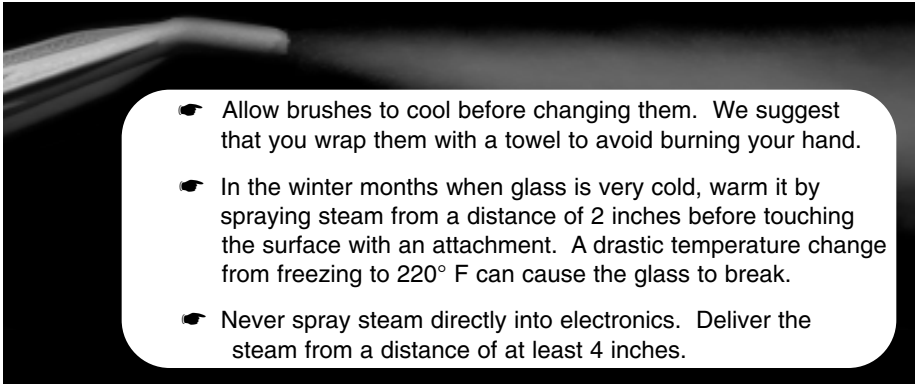 ☛ Allow brushes to cool before changing them. We suggest
that you wrap them with a towel to avoid burning your hand.
☛ In the winter months when glass is very cold, warm it by
spraying steam from a distance of 2 inches before touching
the surface with an attachment. A drastic temperature change
from freezing to 220° F can cause the glass to break.
☛ Never spray steam directly into electronics. Deliver the
steam from a distance of at least 4 inches.